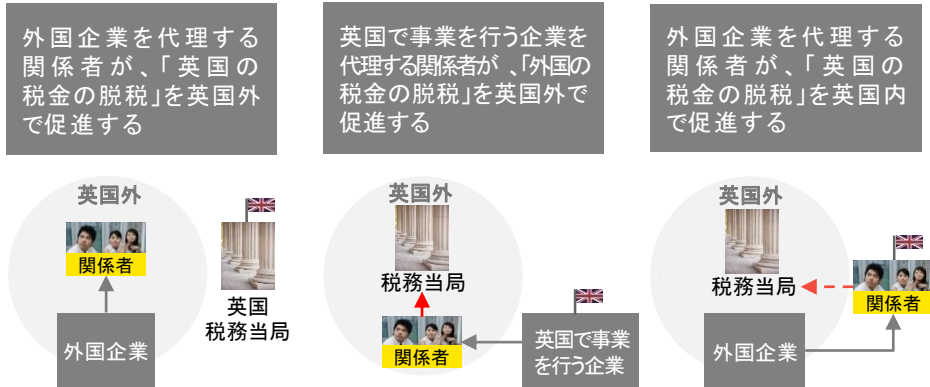 外国企業を代理する
関係者が、「英国の
税金の脱税」を英国外
で促進する
英国外
関係者
外国企業
英国
税務当局
英国で事業を行う企業を
代理する関係者が、「外国の
税金の脱税」を英国外で
促進する
英国外
税務当局
関係者
英国で事業
を行う企業
外国企業を代理する
関係者が、「英国の
税金の脱税」を英国内
で促進する
英国外
税務当局
関係者
外国企業